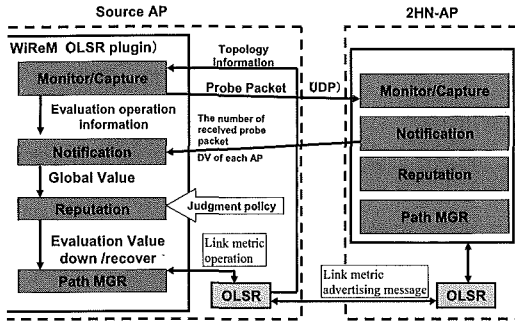 Source AP
2HN-AP
WiReM OLSR plugin)
Topology
information
Monitor/Capture
Probe Packet (UDP)
Monitor/Capture
Evaluation operation
information
The number of
received probe
packet
Notification
Notification
DV of each AP
Global Value
Reputation
Reputation
Judgment policy
Path MGR
Evaluation Value
down /recover
Link metric
operation
Link metric
advertising message
Path MGR
OLSR
OLSR